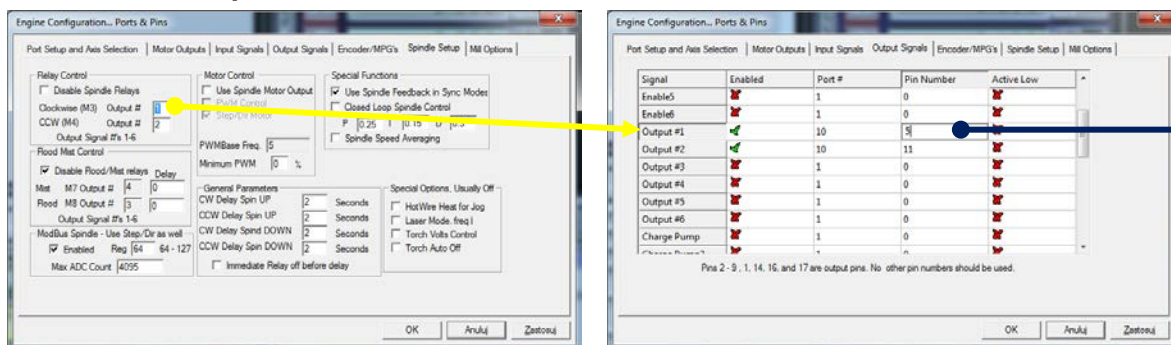 Engine Configuration... Ports & Pins
Port Setup and Axis Selection
Motor Outputs
Input Signals
Output Signals
Encoder/MPG's
Spindle Setup
Mill Options
Relay Control
Disable Spindle Relays
Clockwise (M3) Output # 1
CCW (M4) Output # 2
Output Signal #'s 1-6
Flood Mist Control
Disable Flood/Mist relays Delay
Mist M7 Output # 4 0
Flood M8 Output # 3 0
Output Signal #'s 1-6
ModBus Spindle - Use Step/Dir as well
Enabled Reg 64 64 - 127
Max ADC Count 4095
Motor Control
Use Spindle Motor Output
PWM Control
Step/Dir Motor
PWMBase Freq. 5
Minimum PWM 0 %
General Parameters
CW Delay Spin UP 2 Seconds
CCW Delay Spin UP 2 Seconds
CW Delay Spind DOWN 2 Seconds
CCW Delay Spin DOWN 2 Seconds
Immediate Relay off before delay
Special Functions
Use Spindle Feedback in Sync Modes
Closed Loop Spindle Control
P 0.25 I
Spindle Speed Averaging
Special Options, Usually Off
HotWire Heat for Jog
Laser Mode. freq
Torch Volts Control
Torch Auto Off
OK Anuluj Zastosuj
Engine Configuration... Ports & Pins
Port Setup and Axis Selection
Motor Outputs
Input Signals
Output Signals
Encoder/MPG's
Spindle Setup
Mill Options
Signal Enabled Port # Pin Number Active Low
Enable5 1 0
Enable6 1 0
Output #1 10 5
Output #2 10 11
Output #3 1 0
Output #4 1 0
Output #5 1 0
Output #6 1 0
Charge Pump 1 0
Pins 2 - 9 , 1, 14, 16, and 17 are output pins. No other pin numbers should be used.
OK Anuluj Zastosuj